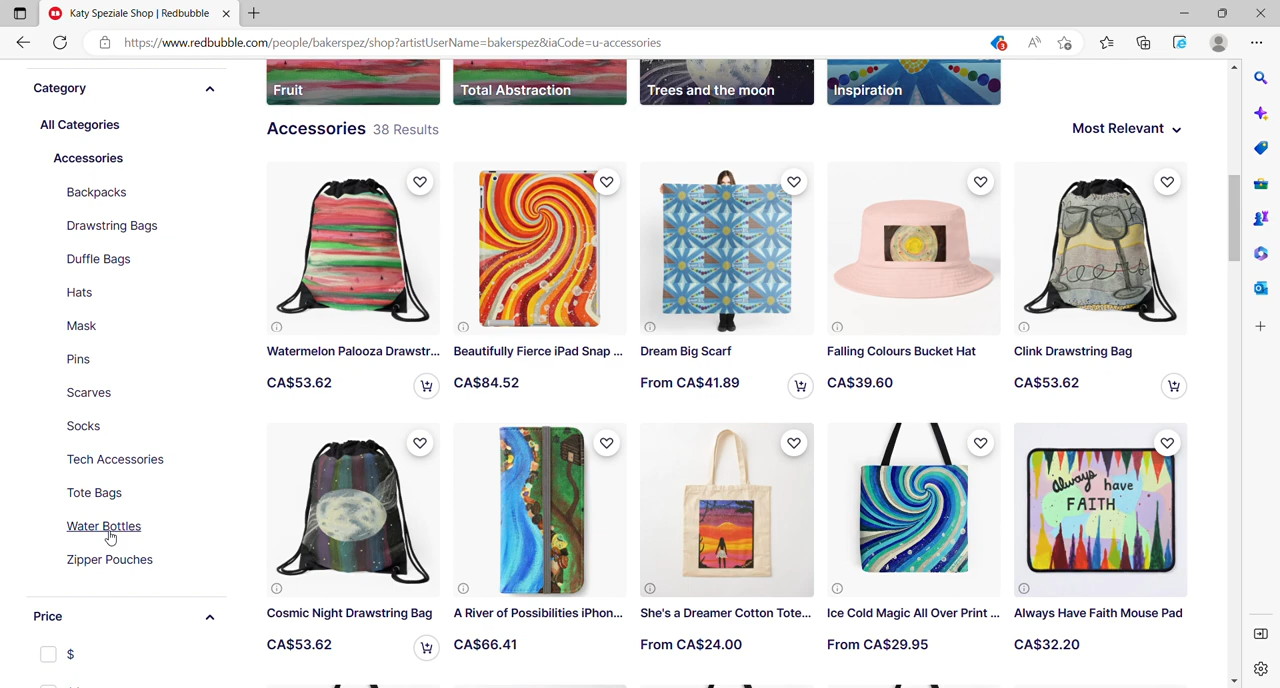 Katy Speziale Shop | Redbubble
https://www.redbubble.com/people/bakerspez/shop?artistUserName=bakerspez&iaCode=u-accessories
3
Category
All Categories
Accessories
Backpacks
Drawstring Bags
Duffle Bags
Hats
Mask
Pins
Scarves
Socks
Tech Accessories
Tote Bags
Water Bottles
Zipper Pouches
Price
$
Fruit
Total Abstraction
Trees and the moon
Inspiration
Accessories 38 Results
Most Relevant
Watermelon Palooza Drawstr...
Beautifully Fierce iPad Snap ...
Dream Big Scarf
Falling Colours Bucket Hat
Clink Drawstring Bag
CA$53.62
CA$84.52
From CA$41.89
CA$39.60
CA$53.62
always have
FAITH
Cosmic Night Drawstring Bag
A River of Possibilities iPhon...
She's a Dreamer Cotton Tote...
Ice Cold Magic All Over Print ...
Always Have Faith Mouse Pad
CA$53.62
CA$66.41
From CA$24.00
From CA$29.95
CA$32.20